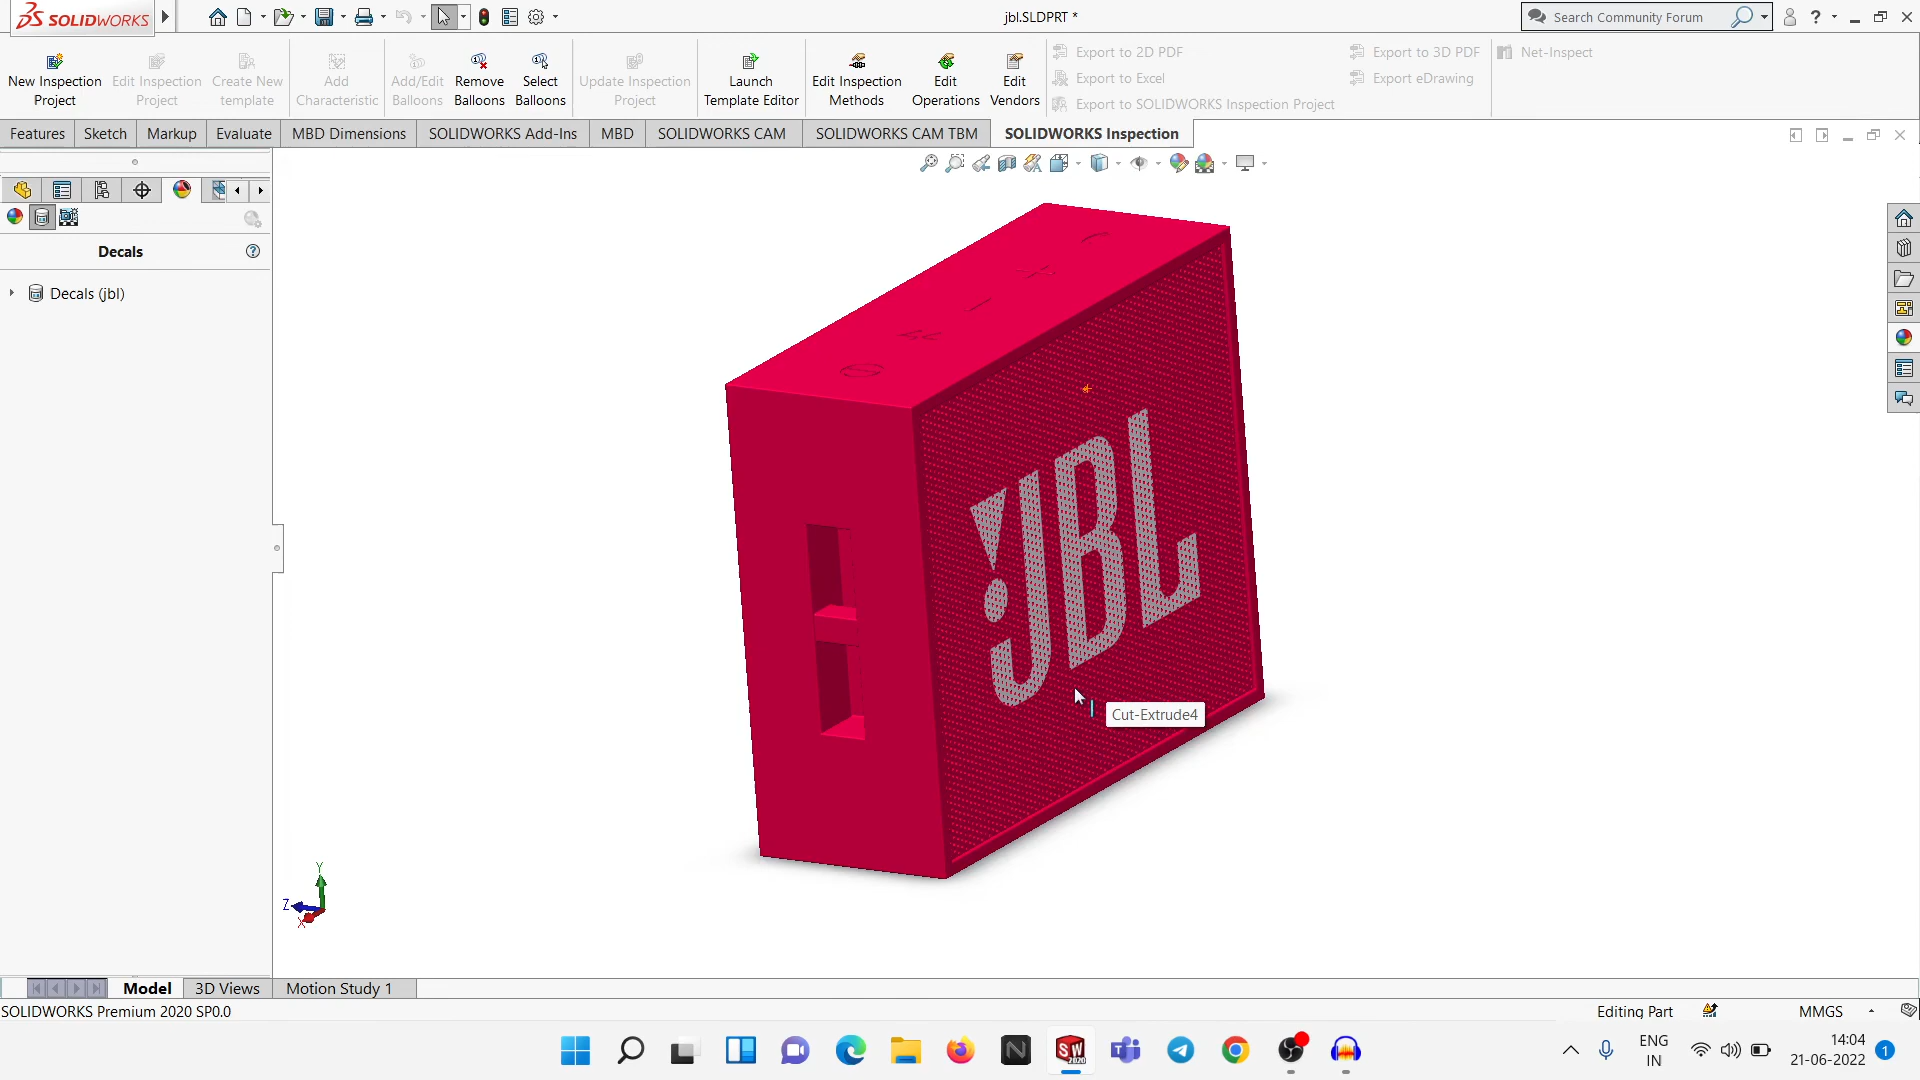 SOLIDWORKS
jbl.SLDPRT *
Search Community Forum
?
New Inspection
Project
Edit Inspection
Project
Create New
template
Add
Characteristic
Add/Edit
Balloons
Remove
Balloons
Select
Balloons
Update Inspection
Project
Launch
Template Editor
Edit Inspection
Methods
Edit
Operations
Edit
Vendors
Export to 2D PDF
Export to Excel
Export to SOLIDWORKS Inspection Project
Export to 3D PDF
Export eDrawing
Net-Inspect
Features
Sketch
Markup
Evaluate
MBD Dimensions
SOLIDWORKS Add-Ins
MBD
SOLIDWORKS CAM
SOLIDWORKS CAM TBM
SOLIDWORKS Inspection
Decals
Decals (jbl)
JBL
Cut-Extrude4
Y
Z
X
Model
3D Views
Motion Study 1
SOLIDWORKS Premium 2020 SP0.0
Editing Part
MMGS
SW
2020
ENG
IN
14:04
21-06-2022
1